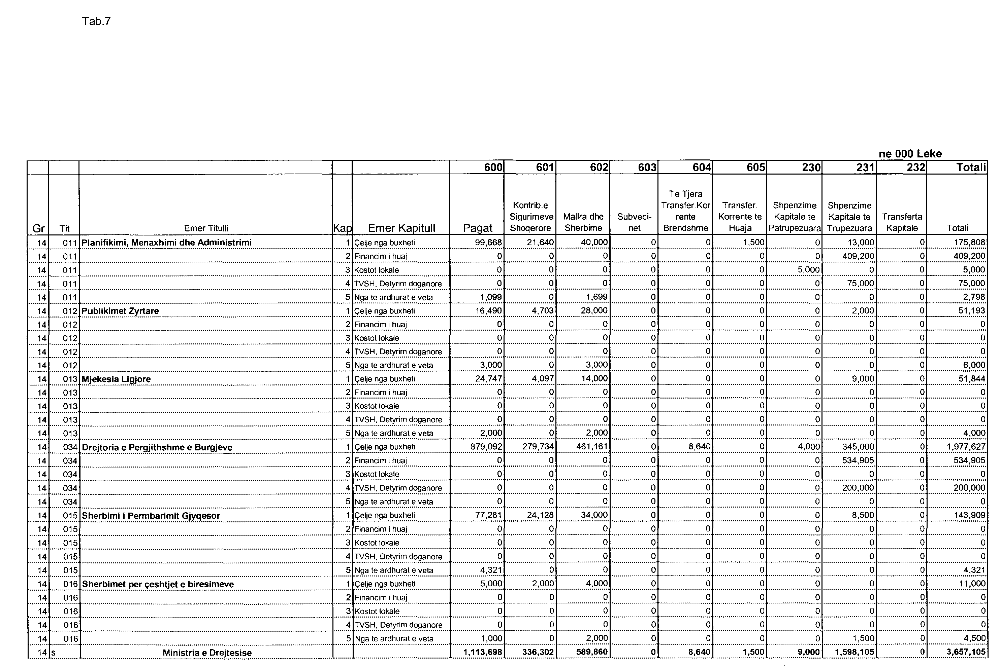 Tab.7
ne 000 Leke
600 601 602 603 604 605 230 231 232 Totali
Te Tjera
Kontrib.e Transfer.Kor Transfer. Shpenzime Shpenzime
Sigurimeve Mallra dhe Subveci- rente Korrente te Kapitale te Kapitale te Transferta
Gr Tit Emer Titulli Kap Emer Kapitull Pagat Shoqerore Sherbime net Brendshme Huaja Patrupezuara Trupezuara Kapitale Totali
14 011 Planifikimi, Menaxhimi dhe Administrimi 1 Çelje nga buxheti 99,668 21,640 40,000 0 0 1,500 0 13,000 0 175,808
14 011 2 Financim i huaj 0 0 0 0 0 0 0 409,200 0 409,200
14 011 3 Kostot lokale 0 0 0 0 0 0 5,000 0 0 5,000
14 011 4 TVSH, Detyrim doganore 0 0 0 0 0 0 0 75,000 0 75,000
14 011 5 Nga te ardhurat e veta 1,099 0 1,699 0 0 0 0 0 0 2,798
14 012 Publikimet Zyrtare 1 Çelje nga buxheti 16,490 4,703 28,000 0 0 0 0 2,000 0 51,193
14 012 2 Financim i huaj 0 0 0 0 0 0 0 0 0 0
14 012 3 Kostot lokale 0 0 0 0 0 0 0 0 0 0
14 012 4 TVSH, Detyrim doganore 0 0 0 0 0 0 0 0 0 0
14 012 5 Nga te ardhurat e veta 3,000 0 3,000 0 0 0 0 0 0 6,000
14 013 Mjekesia Ligjore 1 Çelje nga buxheti 24,747 4,097 14,000 0 0 0 0 9,000 0 51,844
14 013 2 Financim i huaj 0 0 0 0 0 0 0 0 0 0
14 013 3 Kostot lokale 0 0 0 0 0 0 0 0 0 0
14 013 4 TVSH, Detyrim doganore 0 0 0 0 0 0 0 0 0 0
14 013 5 Nga te ardhurat e veta 2,000 0 2,000 0 0 0 0 0 0 4,000
14 034 Drejtoria e Pergjithshme e Burgjeve 1 Çelje nga buxheti 879,092 279,734 461,161 0 8,640 0 4,000 345,000 0 1,977,627
14 034 2 Financim i huaj 0 0 0 0 0 0 0 534,905 0 534,905
14 034 3 Kostot lokale 0 0 0 0 0 0 0 0 0 0
14 034 4 TVSH, Detyrim doganore 0 0 0 0 0 0 0 200,000 0 200,000
14 034 5 Nga te ardhurat e veta 0 0 0 0 0 0 0 0 0 0
14 015 Sherbimi i Permbarimit Gjyqesor 1 Çelje nga buxheti 77,281 24,128 34,000 0 0 0 0 8,500 0 143,909
14 015 2 Financim i huaj 0 0 0 0 0 0 0 0 0 0
14 015 3 Kostot lokale 0 0 0 0 0 0 0 0 0 0
14 015 4 TVSH, Detyrim doganore 0 0 0 0 0 0 0 0 0 0
14 015 5 Nga te ardhurat e veta 4,321 0 0 0 0 0 0 0 0 4,321
14 016 Sherbimet per çeshtjet e biresimeve 1 Çelje nga buxheti 5,000 2,000 4,000 0 0 0 0 0 0 11,000
14 016 2 Financim i huaj 0 0 0 0 0 0 0 0 0 0
14 016 3 Kostot lokale 0 0 0 0 0 0 0 0 0 0
14 016 4 TVSH, Detyrim doganore 0 0 0 0 0 0 0 0 0 0
14 016 5 Nga te ardhurat e veta 1,000 0 2,000 0 0 0 0 1,500 0 4,500
14 s Ministria e Drejtesise 1,113,698 336,302 589,860 0 8,640 1,500 9,000 1,598,105 0 3,657,105